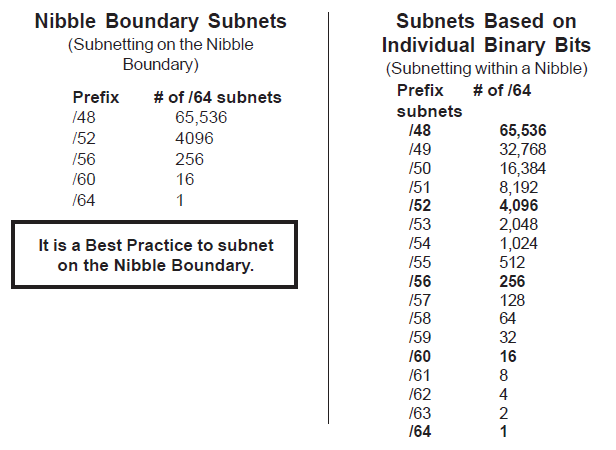 Nibble Boundary Subnets
(Subnetting on the Nibble
Boundary)
Prefix # of /64 subnets
/48 65,536
/52 4096
/56 256
/60 16
/64 1
It is a Best Practice to subnet
on the Nibble Boundary.
Subnets Based on
Individual Binary Bits
(Subnetting within a Nibble)
Prefix # of /64
subnets
/48 65,536
/49 32,768
/50 16,384
/51 8,192
/52 4,096
/53 2,048
/54 1,024
/55 512
/56 256
/57 128
/58 64
/59 32
/60 16
/61 8
/62 4
/63 2
/64 1